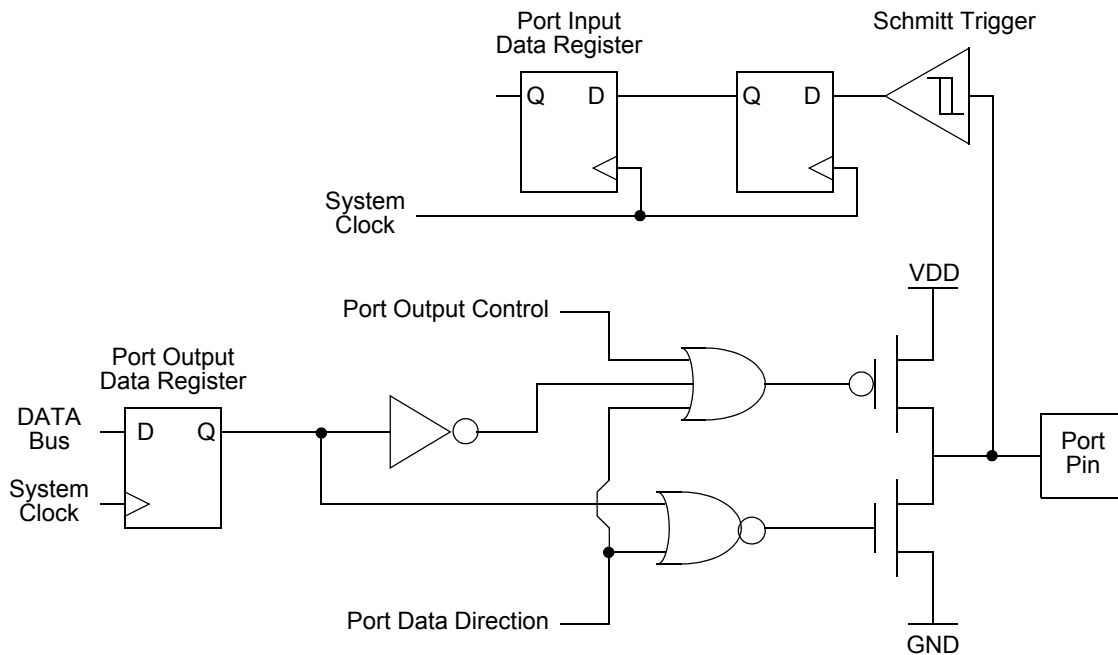 Port Input
Data Register
Schmitt Trigger
Q D
Q D
System
Clock
VDD
Port Output Control
Port Output
Data Register
DATA
Bus
D Q
System
Clock
Port
Pin
Port Data Direction
GND